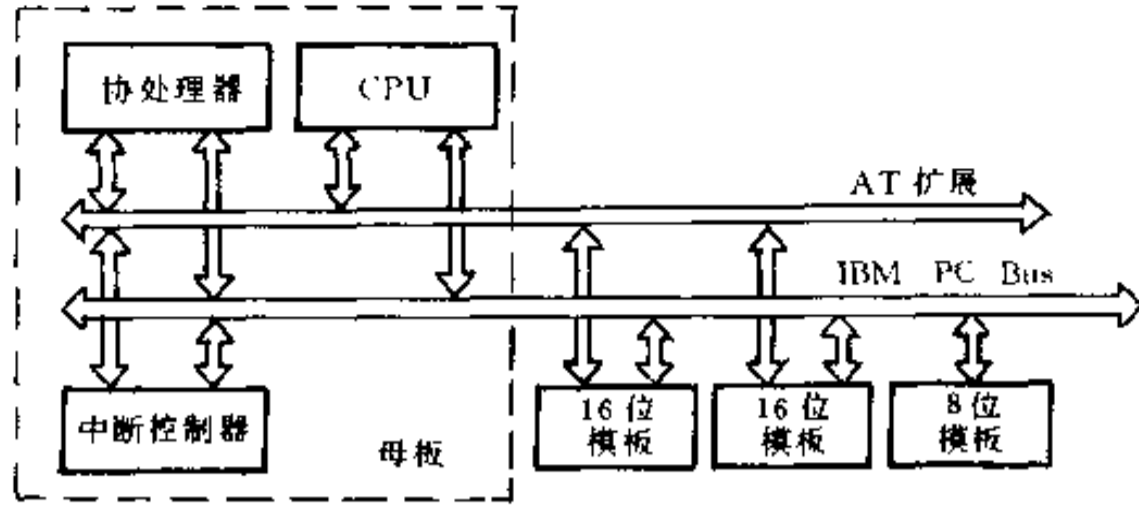 协处理器
CPU
AT 扩展
IBM PC Bus
中断控制器
母板
16 位
模板
16 位
模板
8 位
模板